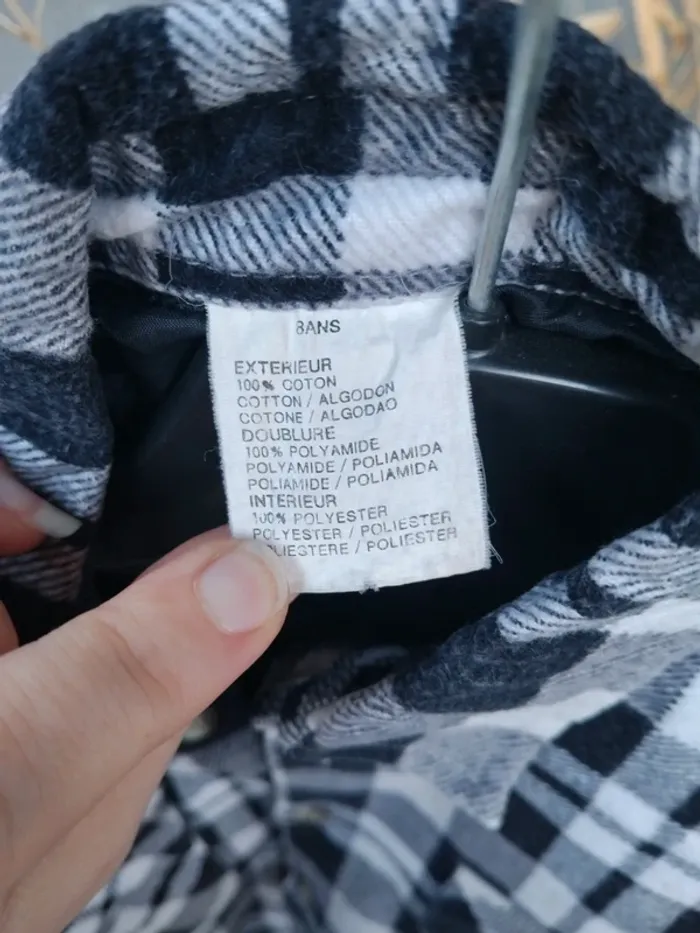 8ANS
EXTERIEUR
100% COTON
COTTON / ALGODON
COTONE / ALGODAO
DOUBLURE
100% POLYAMIDE
POLYAMIDE / POLIAMIDA
POLIAMIDE / POLIAMIDA
INTERIEUR
100% POLYESTER
POLYESTER / POLIESTER
LIESTERE / POLIESTER